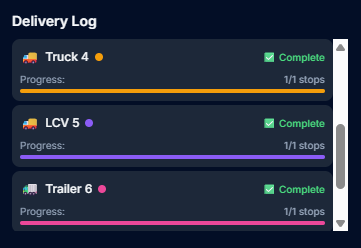 Delivery Log
Truck 4
Complete
Progress:
1/1 stops
LCV 5
Complete
Progress:
1/1 stops
Trailer 6
Complete
Progress:
1/1 stops